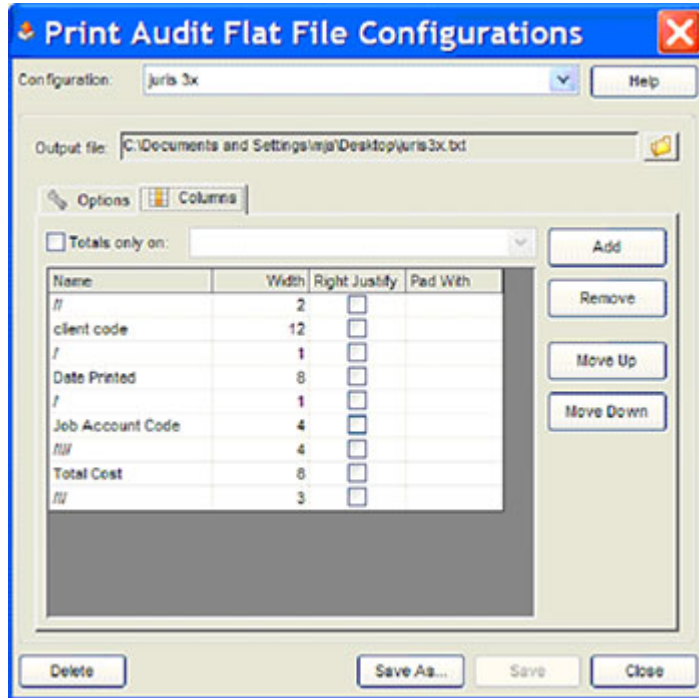 Print Audit Flat File Configurations
Configuration: juris 3x Help
Output file: C:\Documents and Settings\mja\Desktop\juris3x.txt
Options Columns
Totals only on: Add
Name Width Right Justify Pad With
// 2
client code 12
/ 1
Date Printed 8
/ 1
Job Account Code 4
//// 4
Total Cost 8
/// 3
Remove
Move Up
Move Down
Delete Save As... Save Close